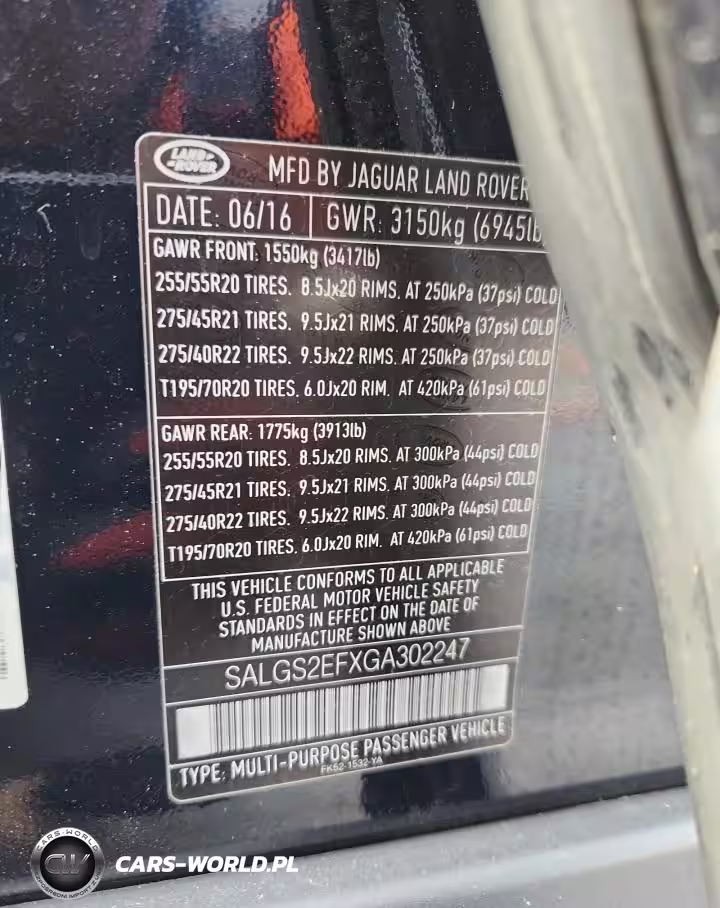 LAND-
-ROVER
MFD BY JAGUAR LAND ROVER
DATE: 06/16 GWR: 3150kg (6945lb
GAWR FRONT: 1550kg (3417lb)
255/55R20 TIRES. 8.5Jx20 RIMS. AT 250kPa (37psi) COLD
275/45R21 TIRES. 9.5Jx21 RIMS. AT 250kPa (37psi) COLD
275/40R22 TIRES. 9.5Jx22 RIMS. AT 250kPa (37psi) COLD
T195/70R20 TIRES. 6.0Jx20 RIM. AT 420kPa (61psi) COLD
GAWR REAR: 1775kg (3913lb)
255/55R20 TIRES. 8.5Jx20 RIMS. AT 300kPa (44psi) COLD
275/45R21 TIRES. 9.5Jx21 RIMS. AT 300kPa (44psi) COLD
275/40R22 TIRES. 9.5Jx22 RIMS. AT 300kPa (44psi) COLD
T195/70R20 TIRES. 6.0Jx20 RIM. AT 420kPa (61psi) COLD
THIS VEHICLE CONFORMS TO ALL APPLICABLE
U.S. FEDERAL MOTOR VEHICLE SAFETY
STANDARDS IN EFFECT ON THE DATE OF
MANUFACTURE SHOWN ABOVE
SALGS2EFXGA302247
TYPE: MULTI-PURPOSE PASSENGER VEHICLE
FK52-1532-YA
CARS-WORLD
CW
CARS-WORLD.PL